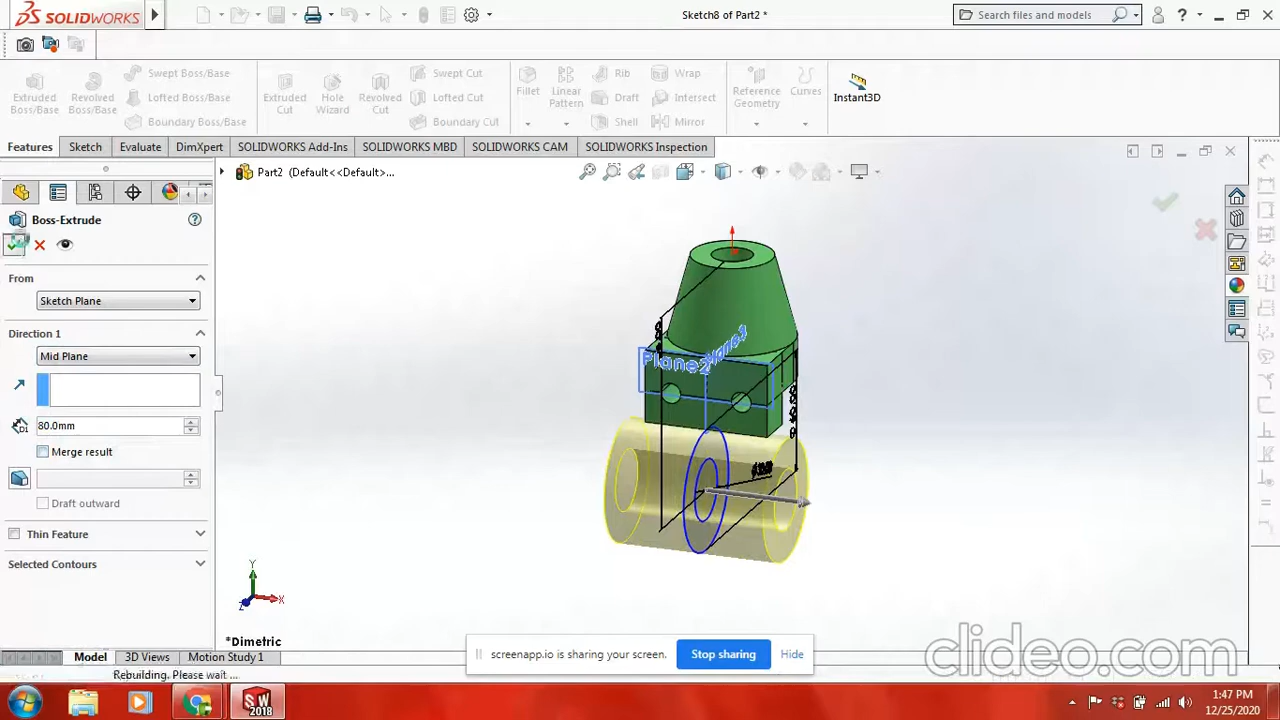 SOLIDWORKS
Sketch8 of Part2 *
Search files and models
Extruded Boss/Base
Revolved Boss/Base
Swept Boss/Base
Lofted Boss/Base
Boundary Boss/Base
Extruded Cut
Hole Wizard
Revolved Cut
Swept Cut
Lofted Cut
Boundary Cut
Fillet
Linear Pattern
Rib
Draft
Shell
Wrap
Intersect
Mirror
Reference Geometry
Curves
Instant3D
Features
Sketch
Evaluate
DimXpert
SOLIDWORKS Add-Ins
SOLIDWORKS MBD
SOLIDWORKS CAM
SOLIDWORKS Inspection
Part2 (Default<<Default>...
Boss-Extrude
From
Sketch Plane
Direction 1
Mid Plane
80.0mm
Merge result
Draft outward
Thin Feature
Selected Contours
Plane2
Y
X
Z
*Dimetric
screenapp.io is sharing your screen.
Stop sharing
Hide
clideo.com
Model
3D Views
Motion Study 1
Rebuilding. Please wait ...
SW
2018
1:47 PM
12/25/2020